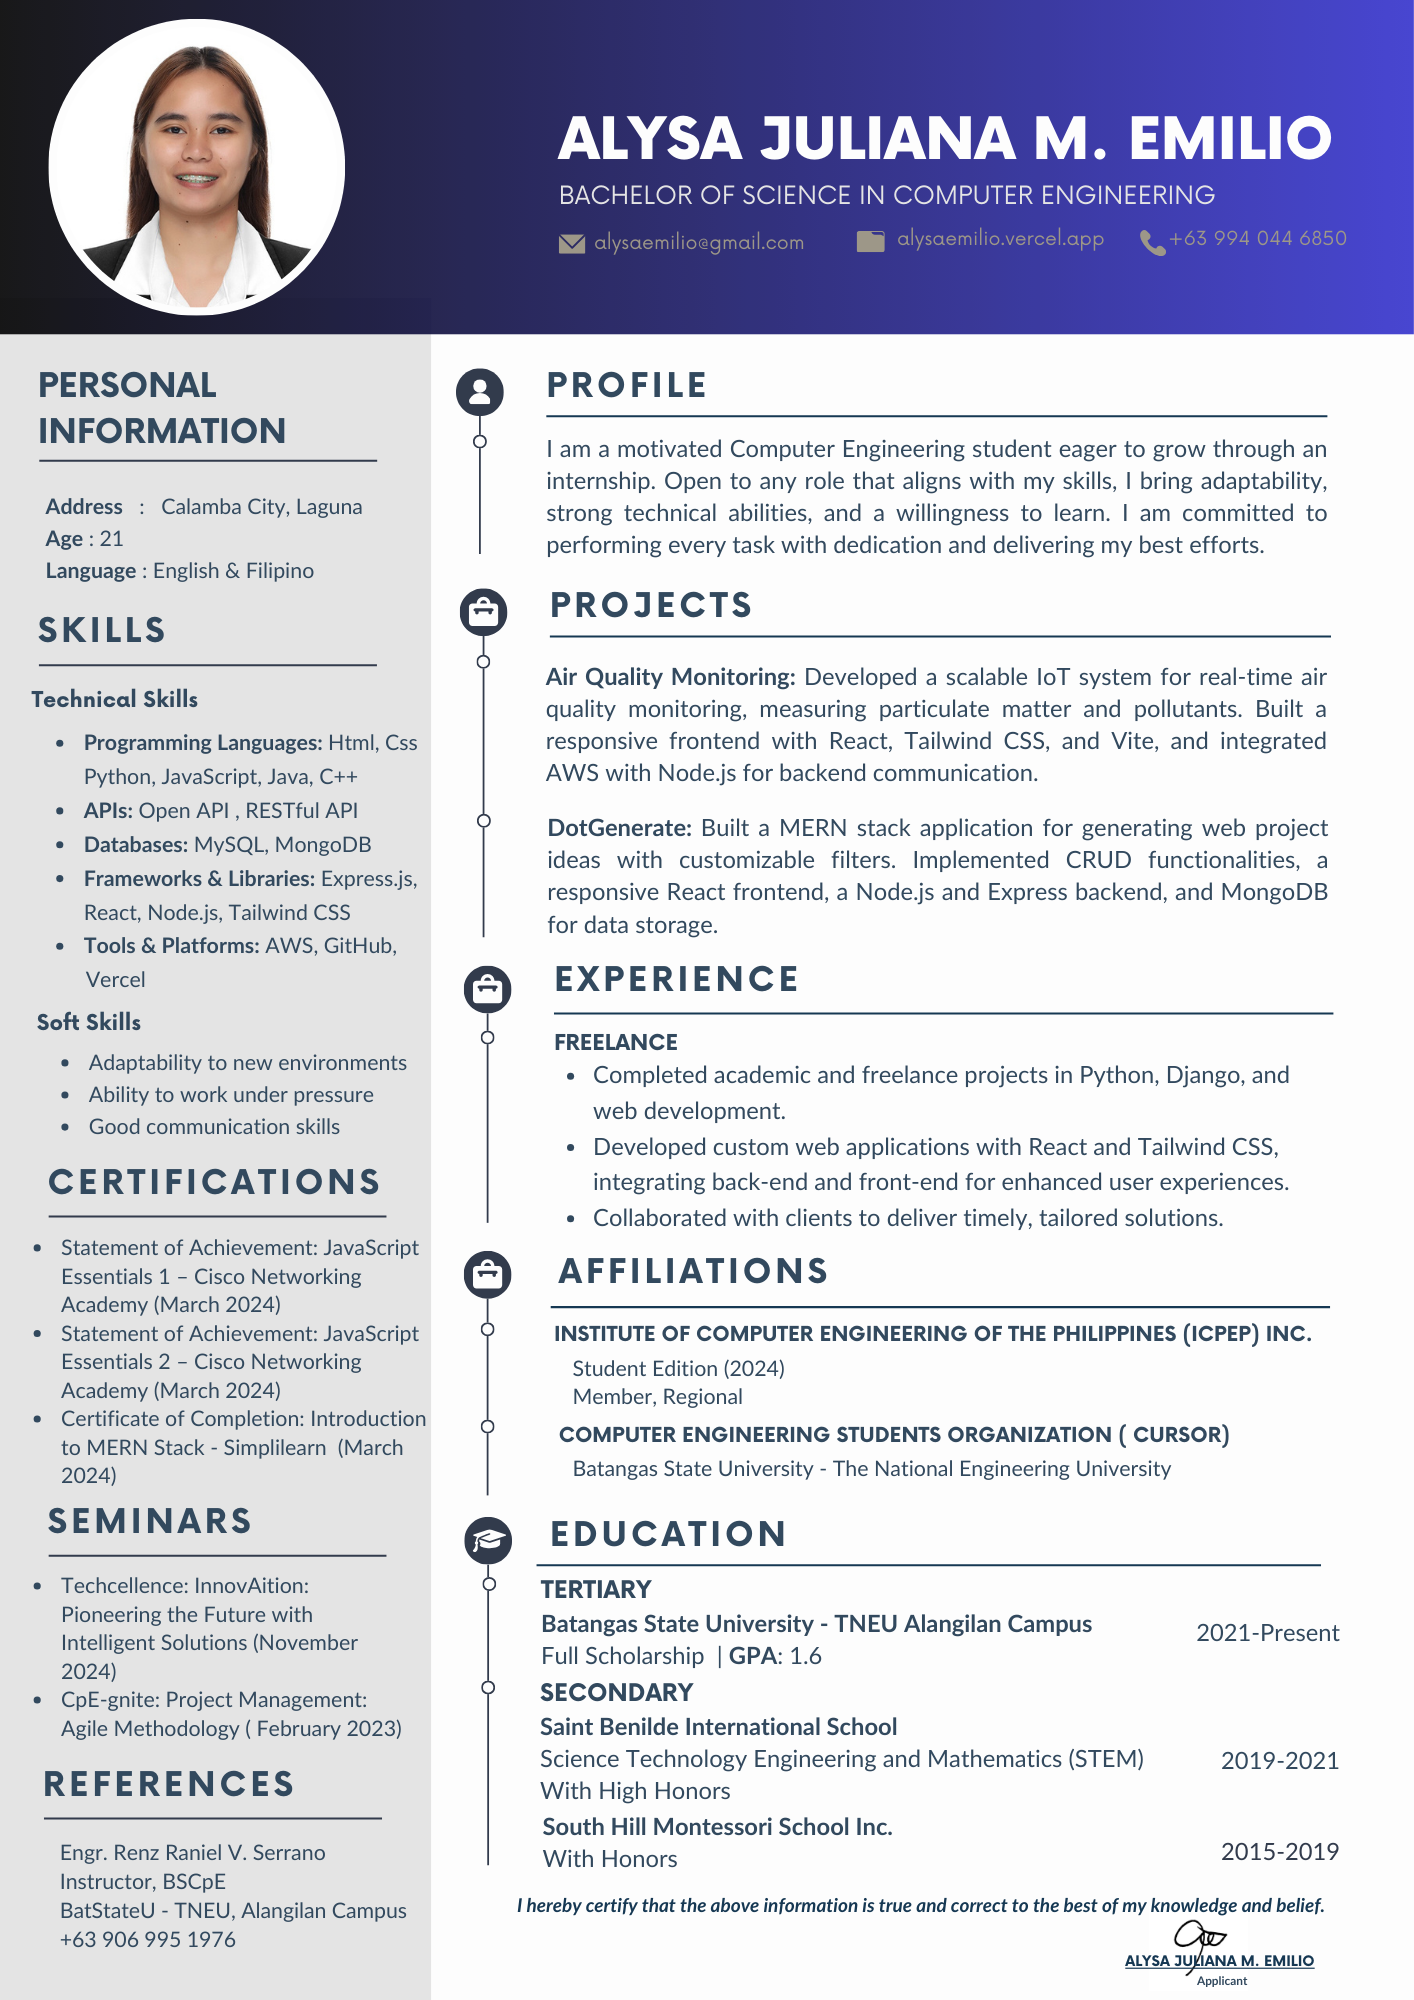 ALYSA JULIANA M. EMILIO
BACHELOR OF SCIENCE IN COMPUTER ENGINEERING
alysaemilio@gmail.com
alysaemilio.vercel.app
+63 994 044 6850
PERSONAL
INFORMATION
Address : Calamba City, Laguna
Age : 21
Language : English & Filipino
SKILLS
Technical Skills
• Programming Languages: Html, Css
Python, JavaScript, Java, C++
• APIs: Open API , RESTful API
• Databases: MySQL, MongoDB
• Frameworks & Libraries: Express.js,
React, Node.js, Tailwind CSS
• Tools & Platforms: AWS, GitHub,
Vercel
Soft Skills
• Adaptability to new environments
• Ability to work under pressure
• Good communication skills
CERTIFICATIONS
• Statement of Achievement: JavaScript
Essentials 1 – Cisco Networking
Academy (March 2024)
• Statement of Achievement: JavaScript
Essentials 2 – Cisco Networking
Academy (March 2024)
• Certificate of Completion: Introduction
to MERN Stack - Simplilearn (March
2024)
SEMINARS
• Techcellence: InnovAition:
Pioneering the Future with
Intelligent Solutions (November
2024)
• CpE-gnite: Project Management:
Agile Methodology ( February 2023)
REFERENCES
Engr. Renz Raniel V. Serrano
Instructor, BSCpE
BatStateU - TNEU, Alangilan Campus
+63 906 995 1976
PROFILE
I am a motivated Computer Engineering student eager to grow through an
internship. Open to any role that aligns with my skills, I bring adaptability,
strong technical abilities, and a willingness to learn. I am committed to
performing every task with dedication and delivering my best efforts.
PROJECTS
Air Quality Monitoring: Developed a scalable IoT system for real-time air
quality monitoring, measuring particulate matter and pollutants. Built a
responsive frontend with React, Tailwind CSS, and Vite, and integrated
AWS with Node.js for backend communication.
DotGenerate: Built a MERN stack application for generating web project
ideas with customizable filters. Implemented CRUD functionalities, a
responsive React frontend, a Node.js and Express backend, and MongoDB
for data storage.
EXPERIENCE
FREELANCE
• Completed academic and freelance projects in Python, Django, and
web development.
• Developed custom web applications with React and Tailwind CSS,
integrating back-end and front-end for enhanced user experiences.
• Collaborated with clients to deliver timely, tailored solutions.
AFFILIATIONS
INSTITUTE OF COMPUTER ENGINEERING OF THE PHILIPPINES (ICPEP) INC.
Student Edition (2024)
Member, Regional
COMPUTER ENGINEERING STUDENTS ORGANIZATION ( CURSOR)
Batangas State University - The National Engineering University
EDUCATION
TERTIARY
Batangas State University - TNEU Alangilan Campus
2021-Present
Full Scholarship | GPA: 1.6
SECONDARY
Saint Benilde International School
Science Technology Engineering and Mathematics (STEM)
2019-2021
With High Honors
South Hill Montessori School Inc.
2015-2019
With Honors
I hereby certify that the above information is true and correct to the best of my knowledge and belief.
ALYSA JULIANA M. EMILIO
Applicant